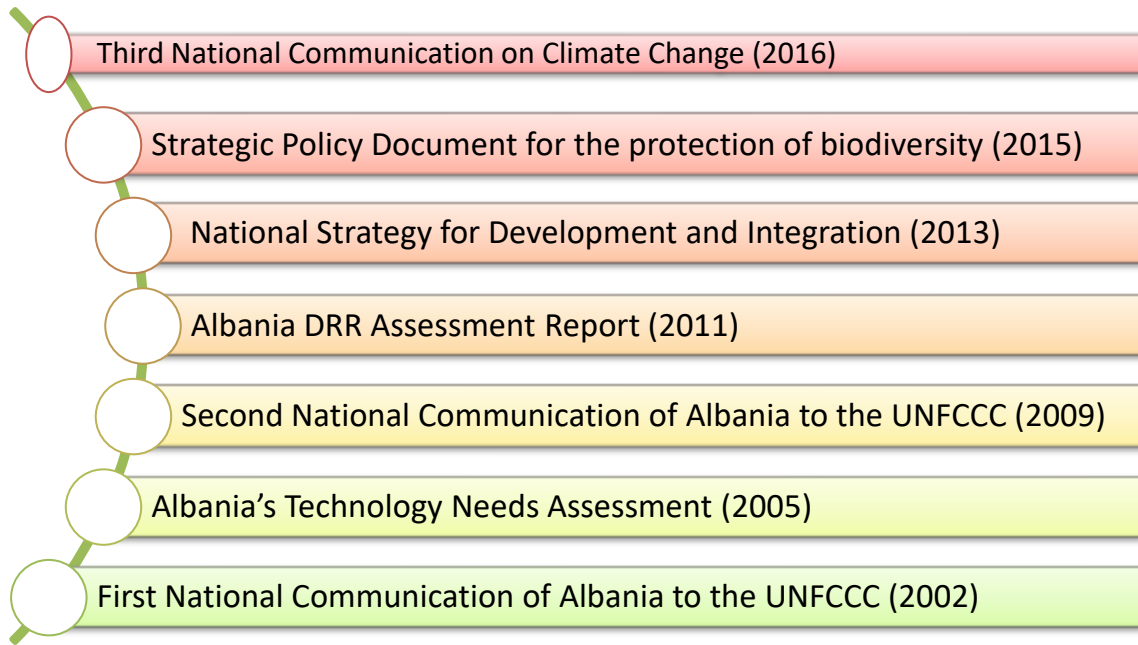 Third National Communication on Climate Change (2016)
Strategic Policy Document for the protection of biodiversity (2015)
National Strategy for Development and Integration (2013)
Albania DRR Assessment Report (2011)
Second National Communication of Albania to the UNFCCC (2009)
Albania’s Technology Needs Assessment (2005)
First National Communication of Albania to the UNFCCC (2002)